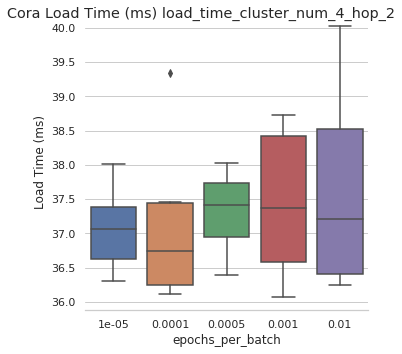 Cora Load Time (ms) load_time_cluster_num_4_hop_2
40.0
39.5
39.0
38.5
38.0
37.5
37.0
36.5
36.0
Load Time (ms)
1e-05 0.0001 0.0005 0.001 0.01
epochs_per_batch